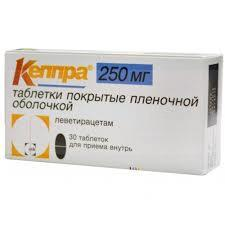 Кеппра® 250 мг
таблетки покрытые пленочной
оболочкой
леветирацетам
30 таблеток
для приема внутрь